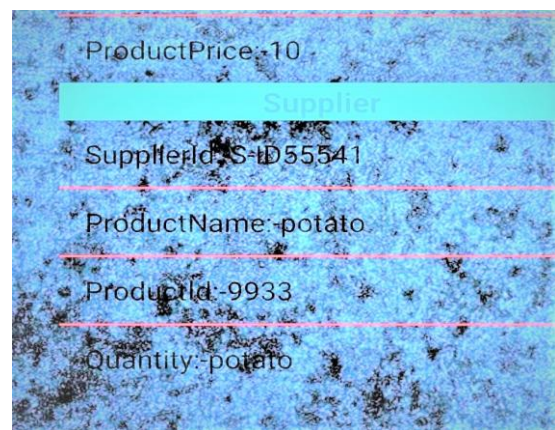 ProductPrice:-10
Supplier
SupplierId:-S-ID55541
ProductName:-potato
ProductId:-9933
Quantity:-potato